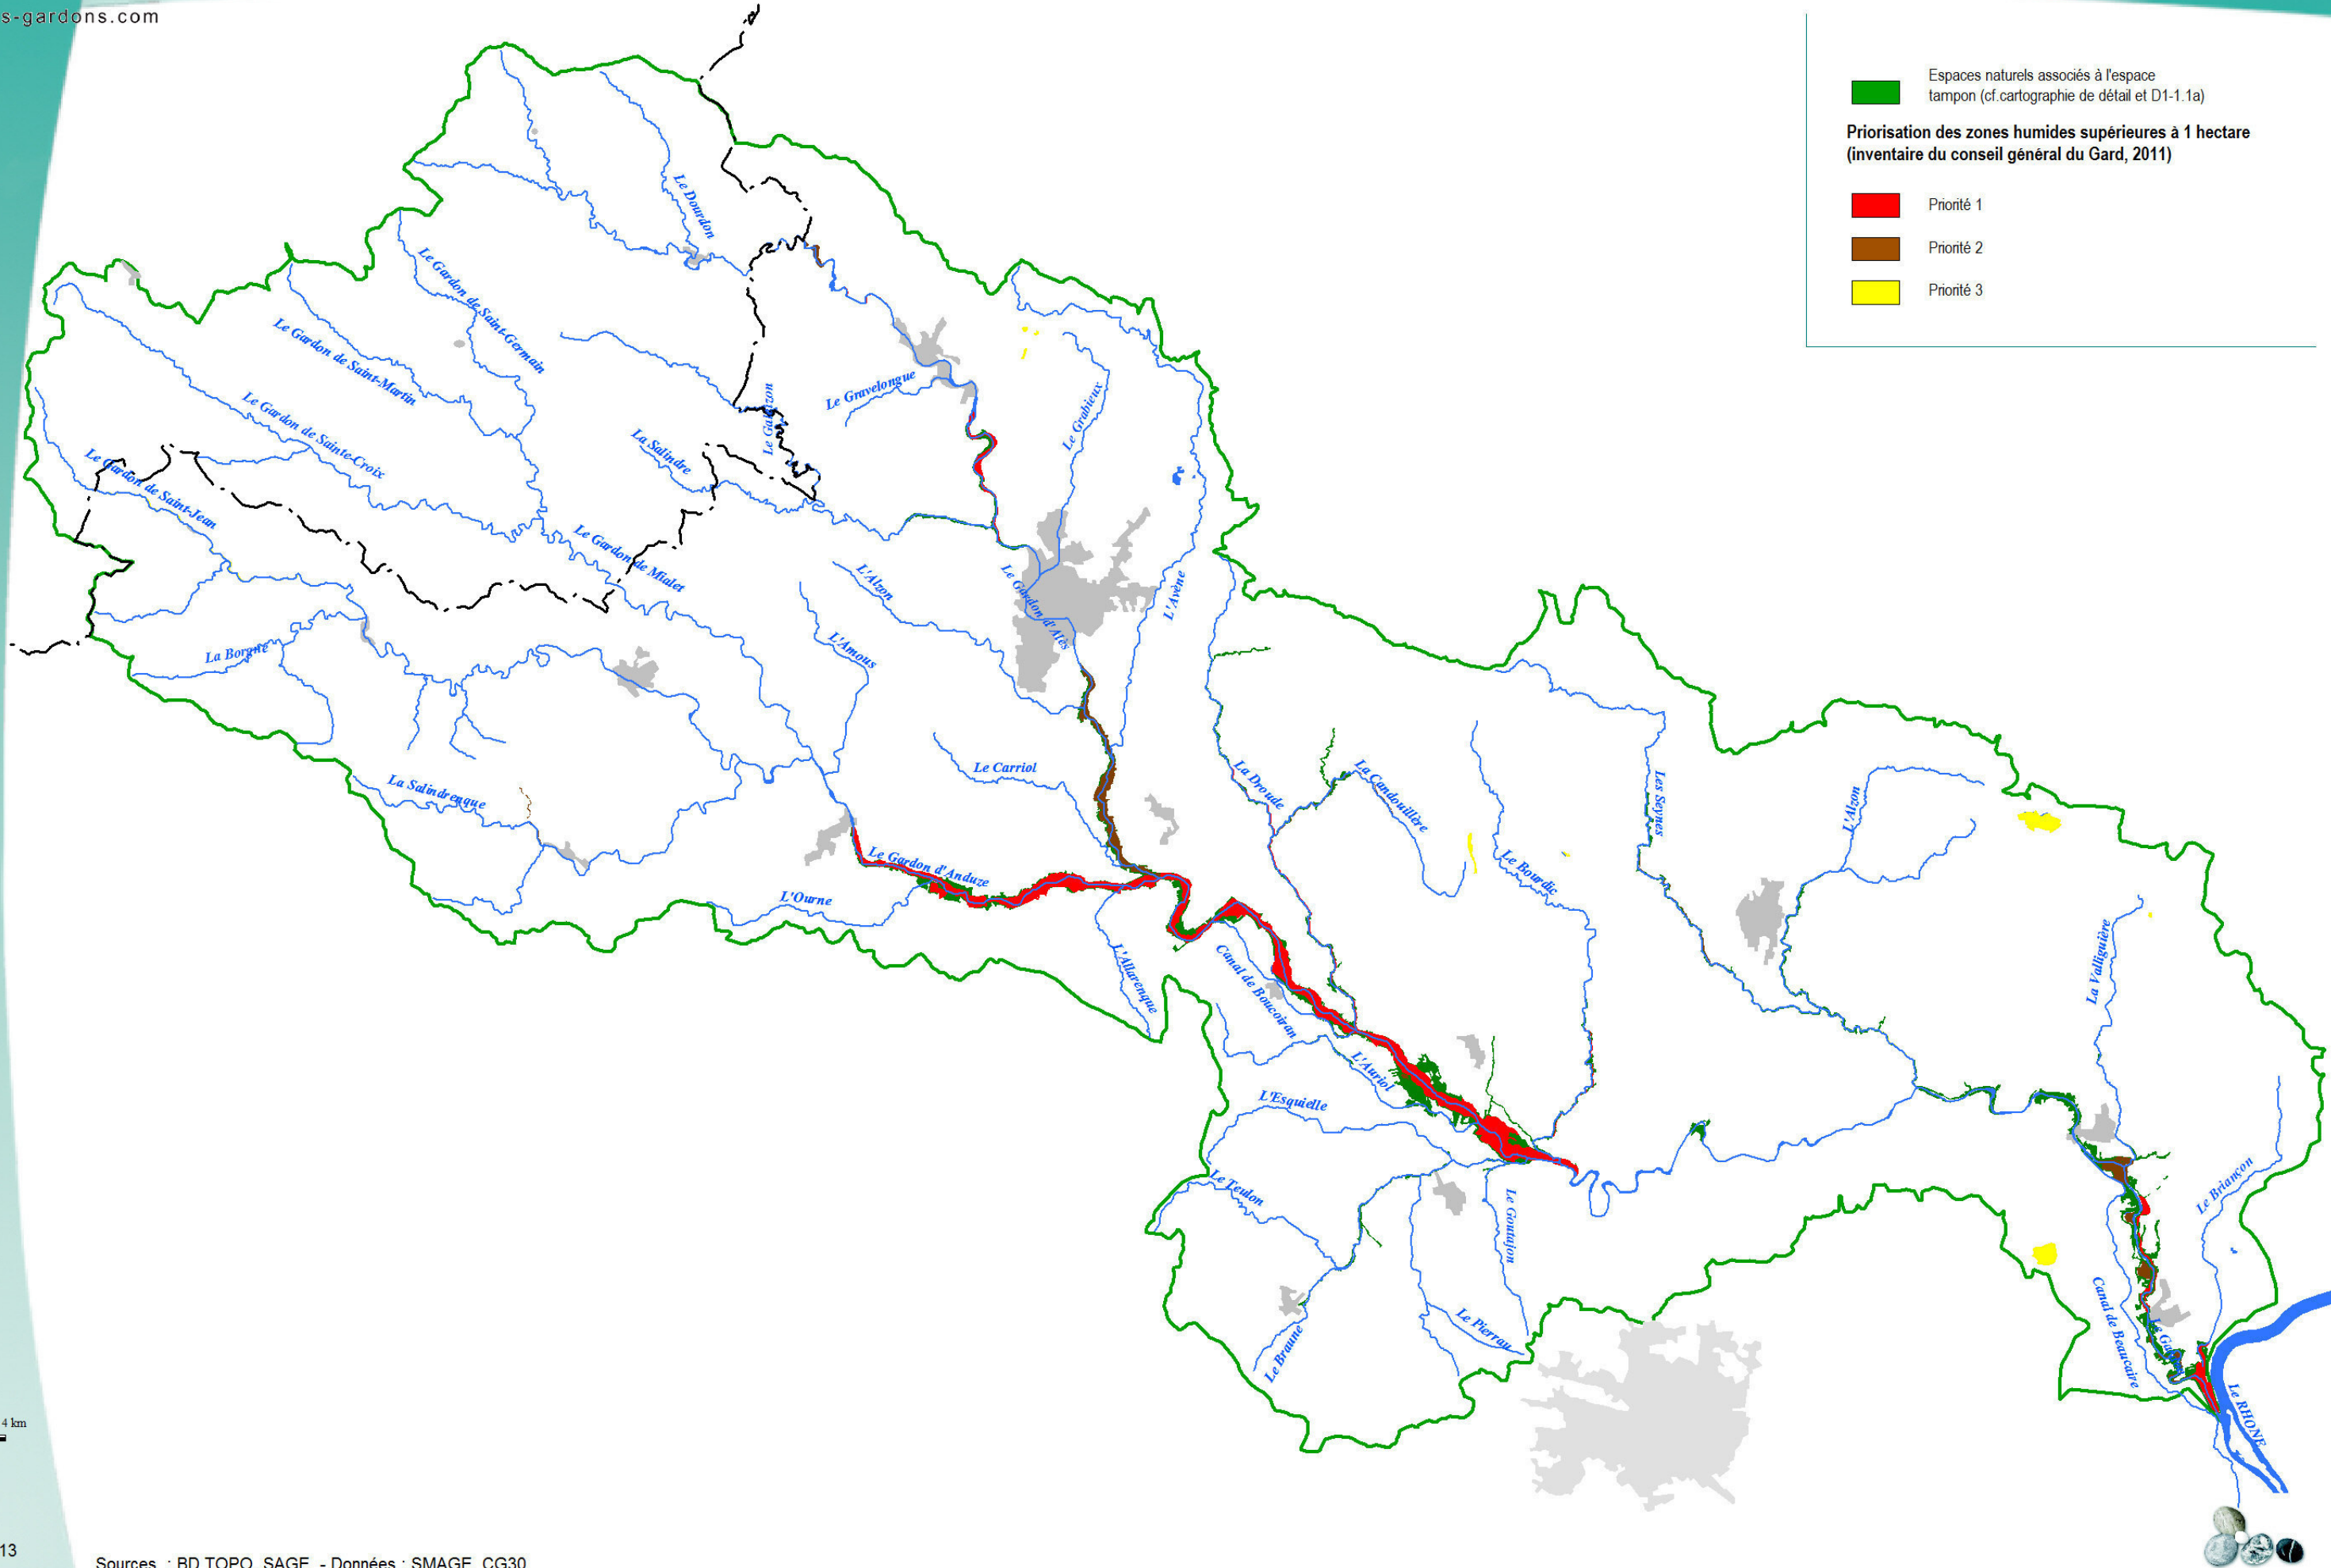 s-gardons.com
Espaces naturels associés à l'espace
tampon (cf.cartographie de détail et D1-1.1a)
Priorisation des zones humides supérieures à 1 hectare
(inventaire du conseil général du Gard, 2011)
Priorité 1
Priorité 2
Priorité 3
Le Dourdon
Le Gardon de Saint-Germain
Le Gardon de Saint-Martin
Le Gardon de Sainte-Croix
Le Gardon de Saint-Jean
Le Galeizon
Le Gravelongue
Le Grabieux
La Salindre
Le Gardon de Mialet
L'Alzon
Le Gardon d'Alès
L'Avène
L'Amous
La Borgne
La Salindrenque
Le Carriol
La Droude
La Candouillère
Les Seynes
L'Alzon
Le Gardon d'Anduze
L'Ourne
Le Bourdic
L'Allarenque
Canal de Boucoiran
La Valliguière
L'Auriol
L'Esquielle
Le Teulon
Le Goutajon
Le Briançon
Le Braune
Le Pierrau
Canal de Beaucaire
Le RHONE
4 km
13
Sources : BD TOPO, SAGE - Données : SMAGE, CG30